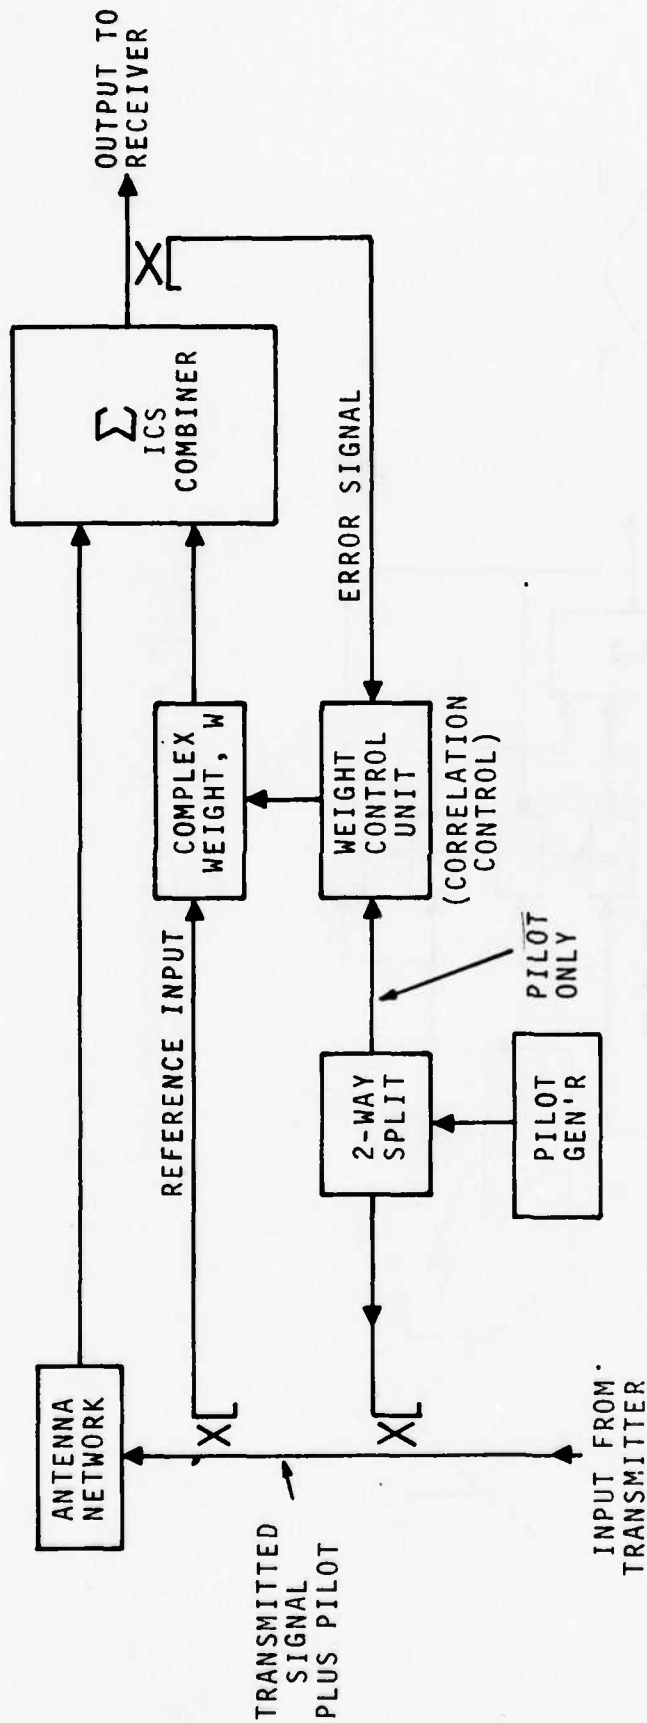 ANTENNA
NETWORK
TRANSMITTED
SIGNAL
PLUS PILOT
INPUT FROM
TRANSMITTER
REFERENCE INPUT
2-WAY
SPLIT
PILOT
GEN'R
PILOT
ONLY
COMPLEX
WEIGHT, W
WEIGHT
CONTROL
UNIT
(CORRELATION
CONTROL)
ERROR SIGNAL
Σ
ICS
COMBINER
OUTPUT TO
RECEIVER